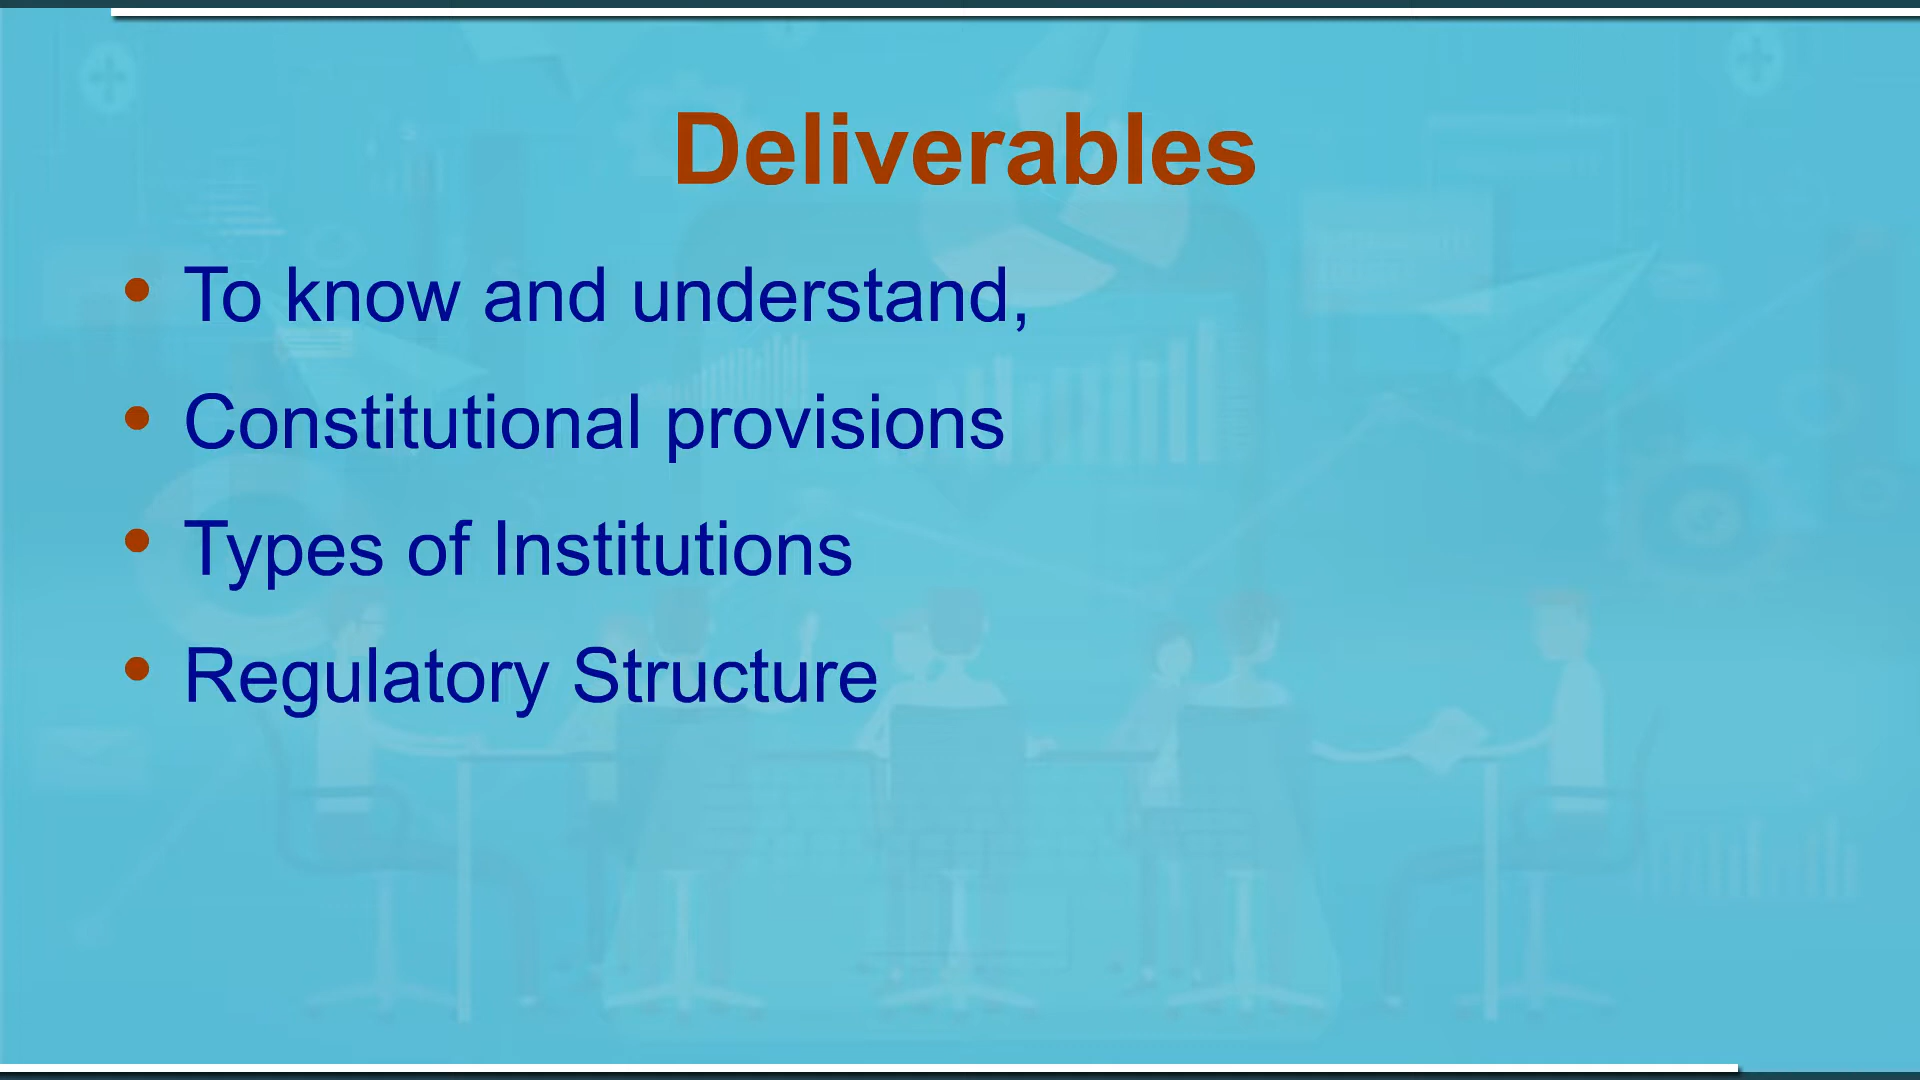 Deliverables
• To know and understand,
• Constitutional provisions
• Types of Institutions
• Regulatory Structure